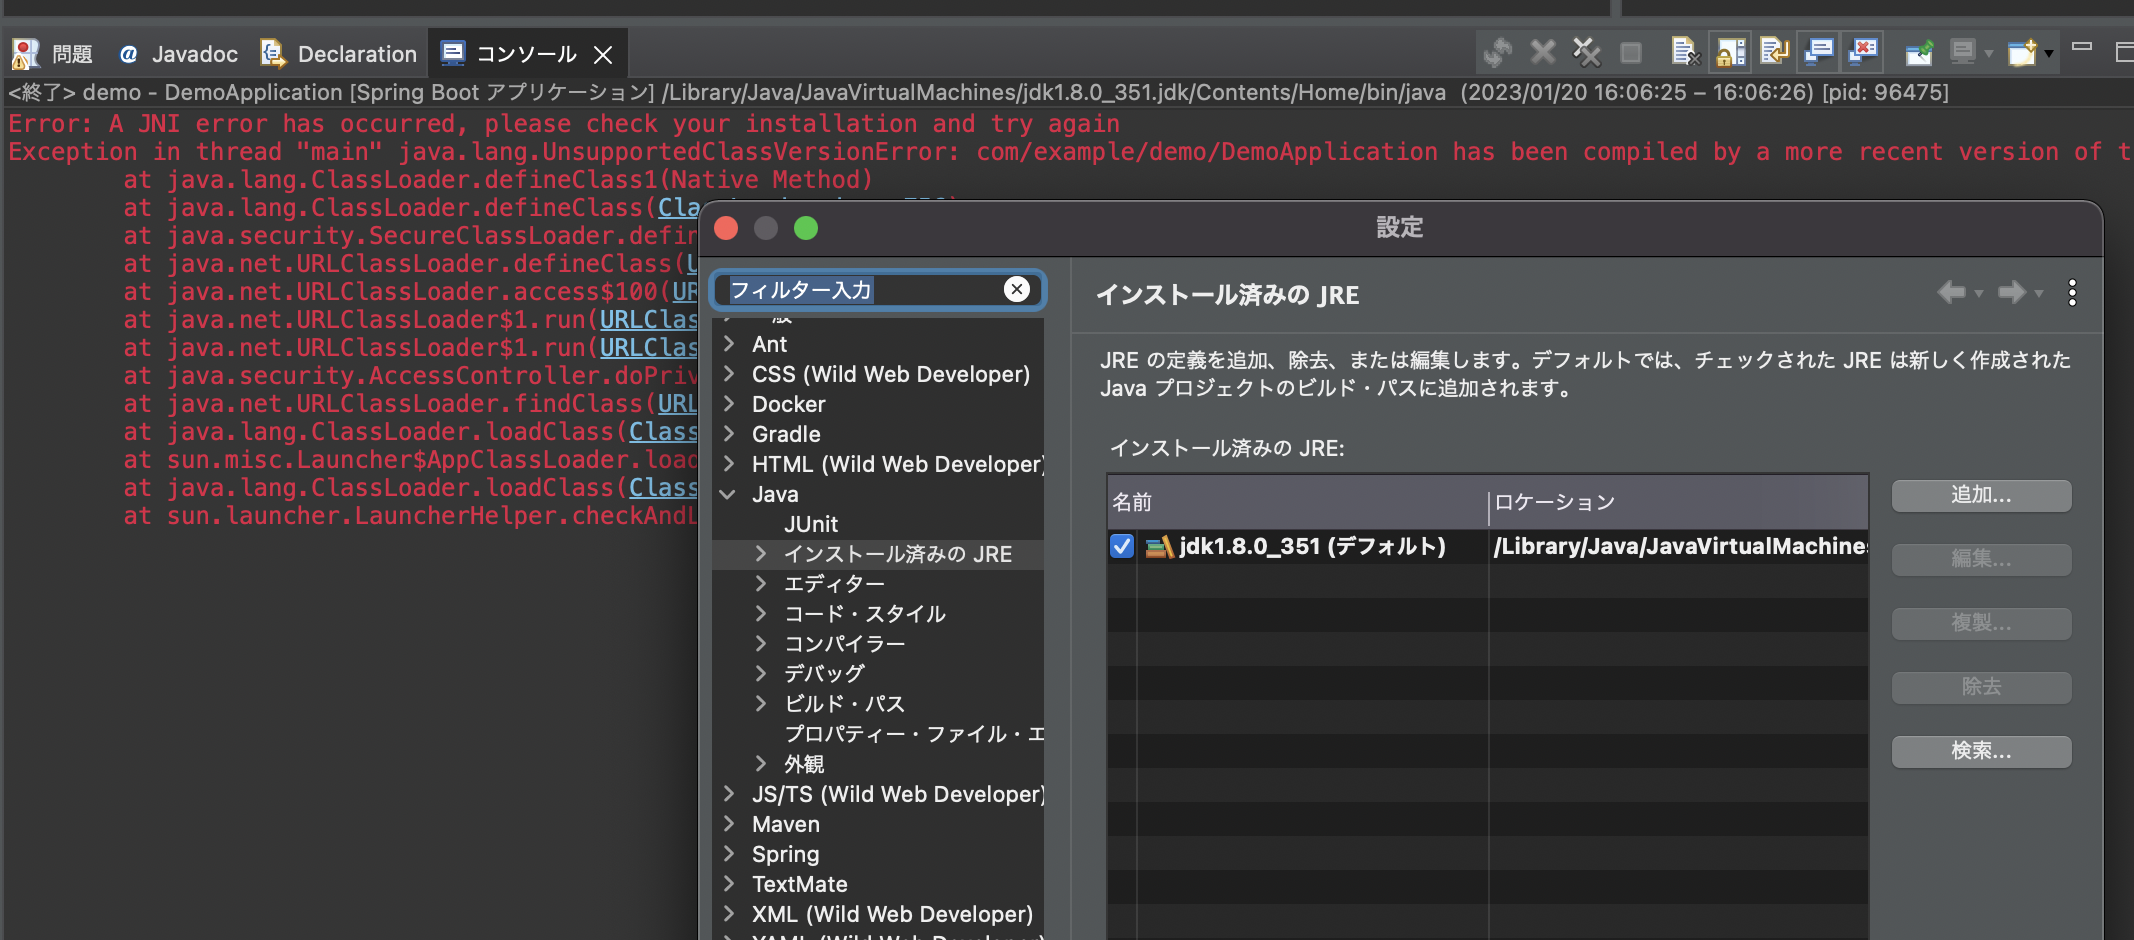 問題 @ Javadoc Declaration コンソール
<終了> demo - DemoApplication [Spring Boot アプリケーション] /Library/Java/JavaVirtualMachines/jdk1.8.0_351.jdk/Contents/Home/bin/java (2023/01/20 16:06:25 – 16:06:26) [pid: 96475]
Error: A JNI error has occurred, please check your installation and try again
Exception in thread "main" java.lang.UnsupportedClassVersionError: com/example/demo/DemoApplication has been compiled by a more recent version of t
at java.lang.ClassLoader.defineClass1(Native Method)
at java.lang.ClassLoader.defineClass(Cla
at java.security.SecureClassLoader.defin
at java.net.URLClassLoader.defineClass(U
at java.net.URLClassLoader.access$100(UR
at java.net.URLClassLoader$1.run(URLClas
at java.net.URLClassLoader$1.run(URLClas
at java.security.AccessController.doPriv
at java.net.URLClassLoader.findClass(URL
at java.lang.ClassLoader.loadClass(Class
at sun.misc.Launcher$AppClassLoader.load
at java.lang.ClassLoader.loadClass(Class
at sun.launcher.LauncherHelper.checkAndL
設定
フィルター入力
Ant
CSS (Wild Web Developer)
Docker
Gradle
HTML (Wild Web Developer)
Java
JUnit
インストール済みの JRE
エディター
コード・スタイル
コンパイラー
デバッグ
ビルド・パス
プロパティー・ファイル・エ
外観
JS/TS (Wild Web Developer)
Maven
Spring
TextMate
XML (Wild Web Developer)
YAML (Wild Web Developer)
インストール済みの JRE
JRE の定義を追加、除去、または編集します。デフォルトでは、チェックされた JRE は新しく作成された
Java プロジェクトのビルド・パスに追加されます。
インストール済みの JRE:
名前 ロケーション
jdk1.8.0_351 (デフォルト) /Library/Java/JavaVirtualMachines
追加...
編集...
複製...
除去
検索...